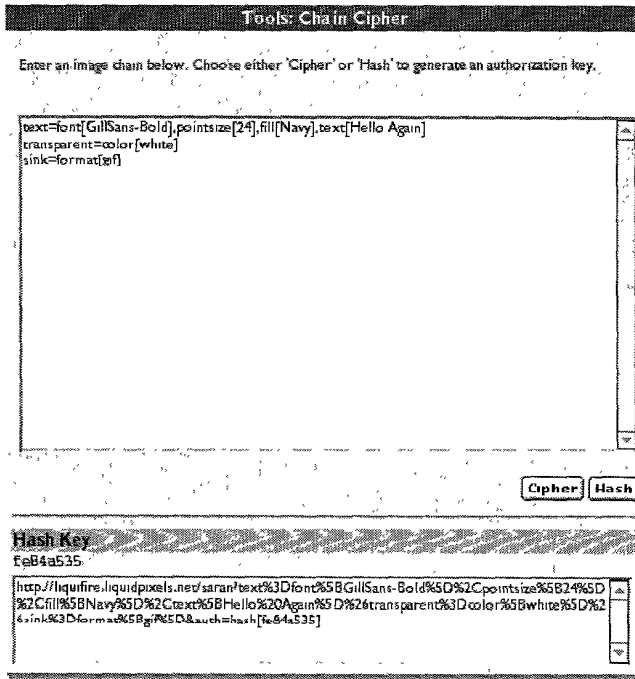 Tools: Chain Cipher
Enter an image chain below. Choose either 'Cipher' or 'Hash' to generate an authorization key.
text=font[GillSans-Bold],pointsize[24],fill[Navy],text[Hello Again]
transparent=color[white]
sink=format[gif]
Cipher Hash
Hash Key
fe84a535
http://liquifire.liquidpixels.net/saran?text%3Dfont%5BGillSans-Bold%5D%2Cpointsize%5B24%5D
%2Cfill%5BNavy%5D%2Ctext%5BHello%20Again%5D%26transparent%3Dcolor%5Bwhite%5D%2
6sink%3Dformat%5Bgif%5D&auth=hash[fe84a535]